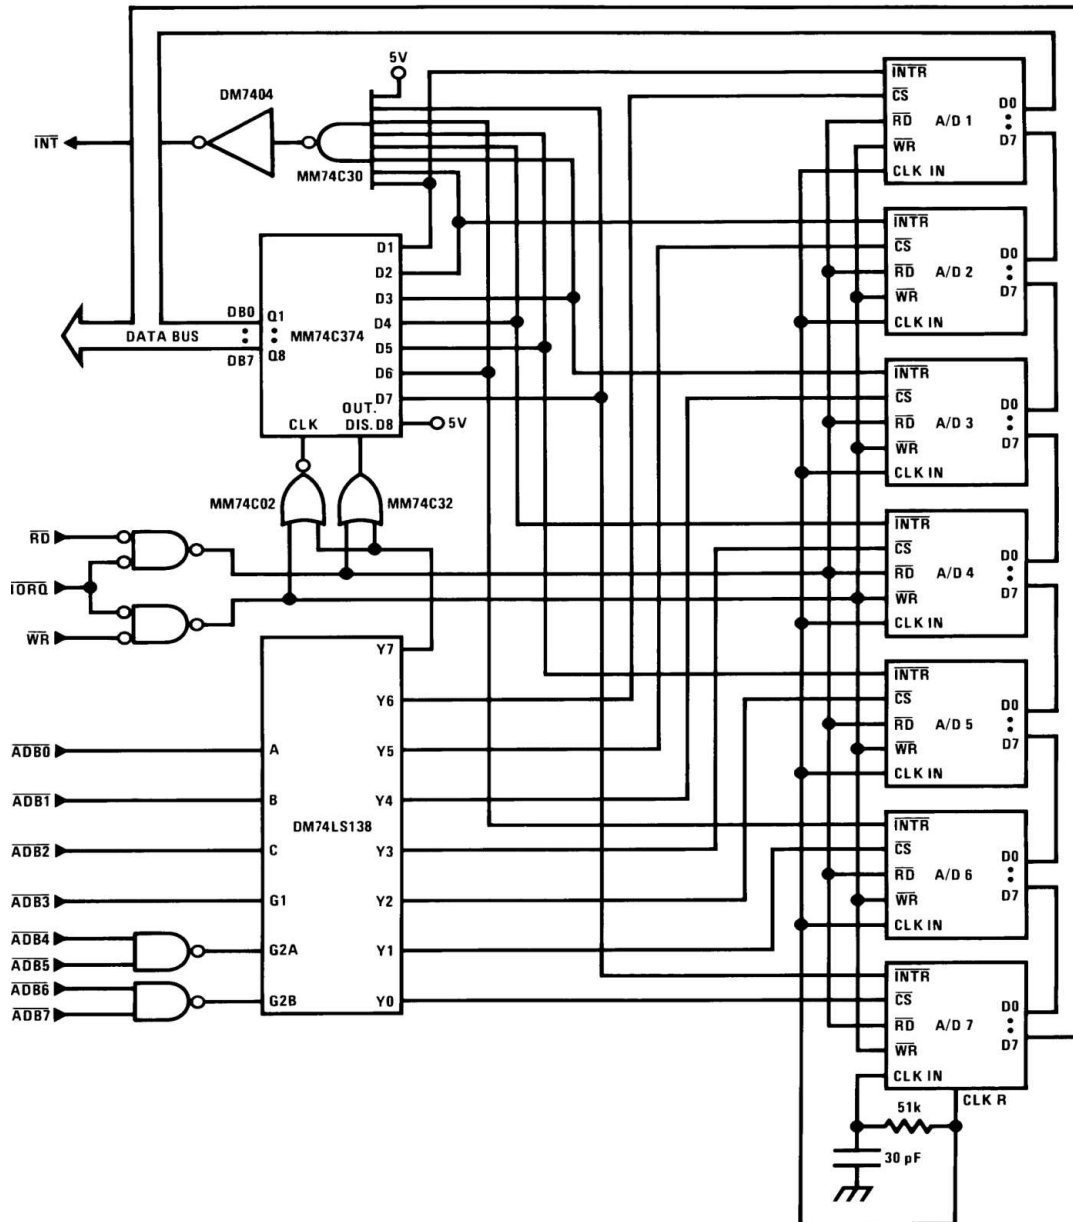 5V
DM7404
INT
MM74C30
D1
D2
D3
D4
D5
D6
D7
DB0
Q1
MM74C374
DATA BUS
DB7
Q8
OUT.
CLK
DIS.
D8
5V
MM74C02
MM74C32
RD
IORQ
WR
ADB0
ADB1
ADB2
ADB3
ADB4
ADB5
ADB6
ADB7
A
B
C
G1
G2A
G2B
DM74LS138
Y7
Y6
Y5
Y4
Y3
Y2
Y1
Y0
INTR
CS
RD
WR
CLK IN
A/D 1
D0
D7
INTR
CS
RD
WR
CLK IN
A/D 2
D0
D7
INTR
CS
RD
WR
CLK IN
A/D 3
D0
D7
INTR
CS
RD
WR
CLK IN
A/D 4
D0
D7
INTR
CS
RD
WR
CLK IN
A/D 5
D0
D7
INTR
CS
RD
WR
CLK IN
A/D 6
D0
D7
INTR
CS
RD
WR
CLK IN
A/D 7
D0
D7
CLK R
51k
30 pF